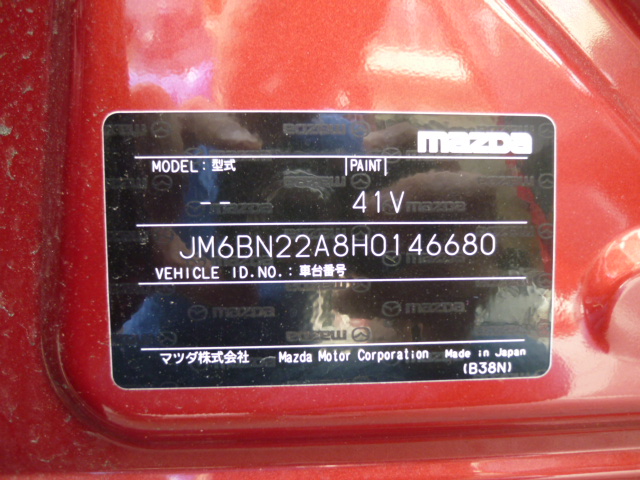 mazda
MODEL: 型式 PAINT
-- 41V
JM6BN22A8H0146680
VEHICLE ID.NO.: 車台番号
マツダ株式会社 Mazda Motor Corporation Made in Japan
(B38N)